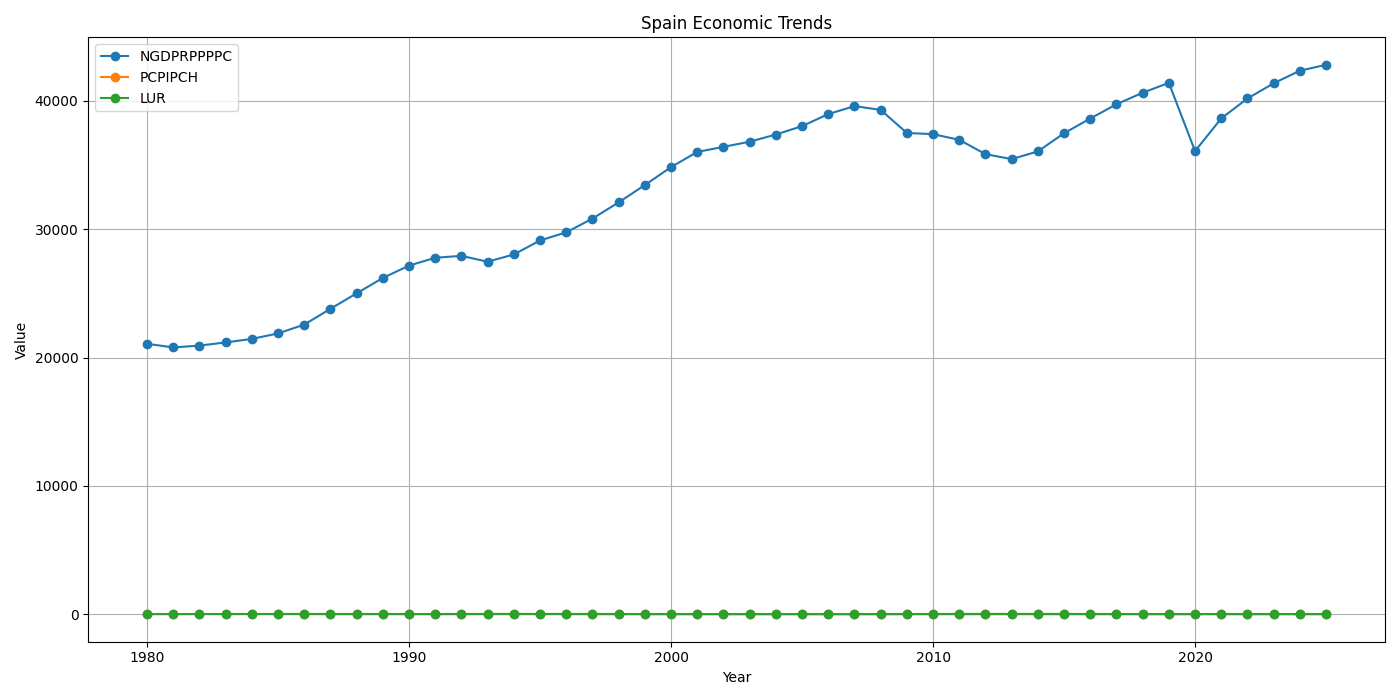 Spain Economic Trends
NGDPRPPPPC
PCPIPCH
LUR
Value
40000
30000
20000
10000
0
1980 1990 2000 2010 2020
Year